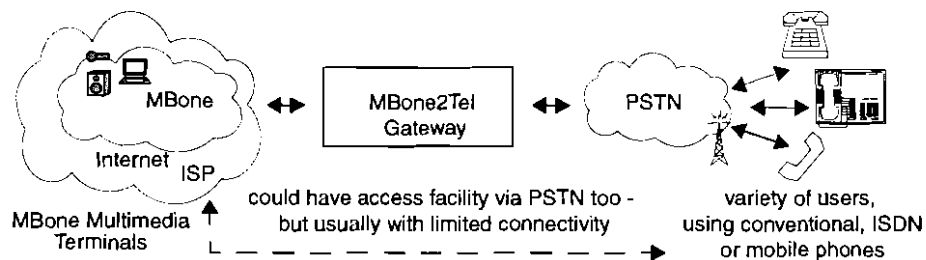 MBone
Internet
ISP
MBone Multimedia
Terminals
MBone2Tel
Gateway
PSTN
could have access facility via PSTN too -
but usually with limited connectivity
variety of users,
using conventional, ISDN
or mobile phones